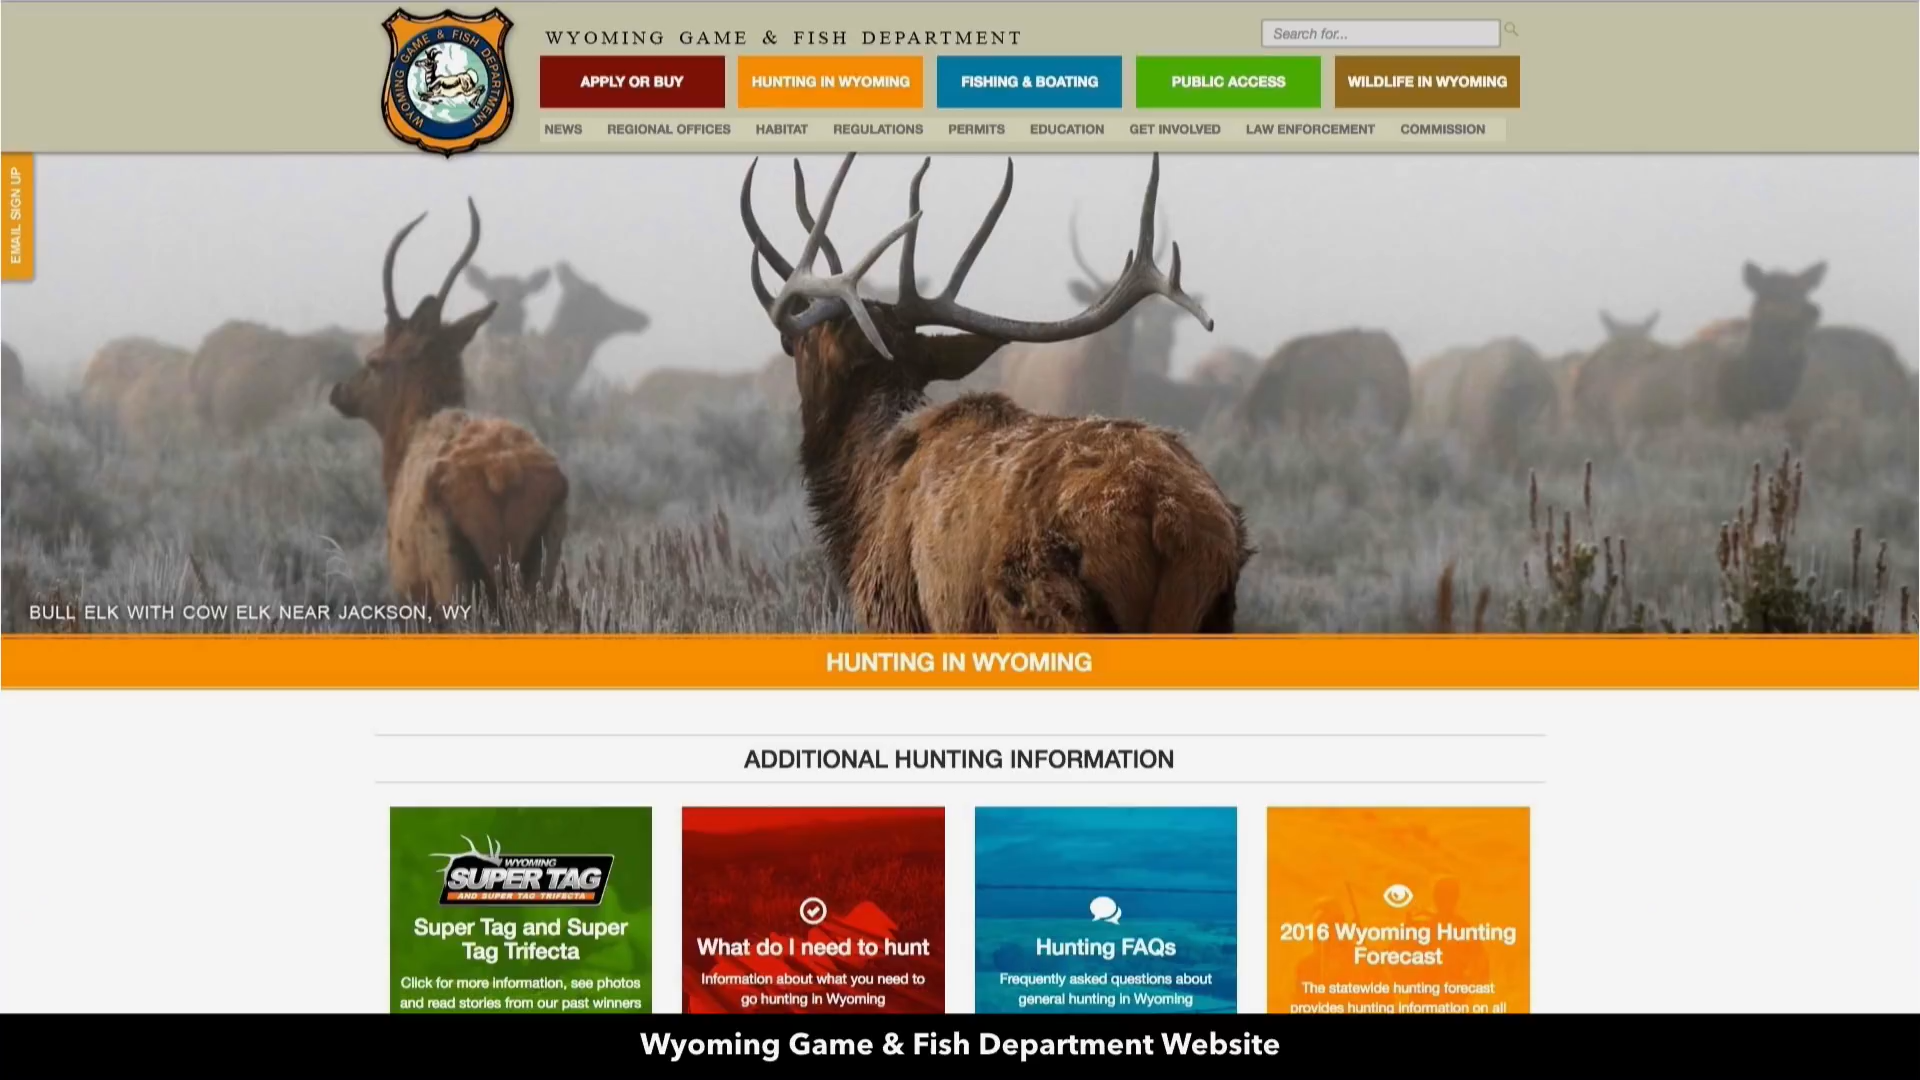 WYOMING GAME & FISH DEPARTMENT
WYOMING GAME & FISH DEPARTMENT
Search for...
APPLY OR BUY
HUNTING IN WYOMING
FISHING & BOATING
PUBLIC ACCESS
WILDLIFE IN WYOMING
NEWS
REGIONAL OFFICES
HABITAT
REGULATIONS
PERMITS
EDUCATION
GET INVOLVED
LAW ENFORCEMENT
COMMISSION
EMAIL SIGN UP
BULL ELK WITH COW ELK NEAR JACKSON, WY
HUNTING IN WYOMING
ADDITIONAL HUNTING INFORMATION
WYOMING
SUPER TAG
AND SUPER TAG TRIFECTA
Super Tag and Super
Tag Trifecta
Click for more information, see photos
and read stories from our past winners
What do I need to hunt
Information about what you need to
go hunting in Wyoming
Hunting FAQs
Frequently asked questions about
general hunting in Wyoming
2016 Wyoming Hunting
Forecast
The statewide hunting forecast
provides hunting information on all
Wyoming Game & Fish Department Website